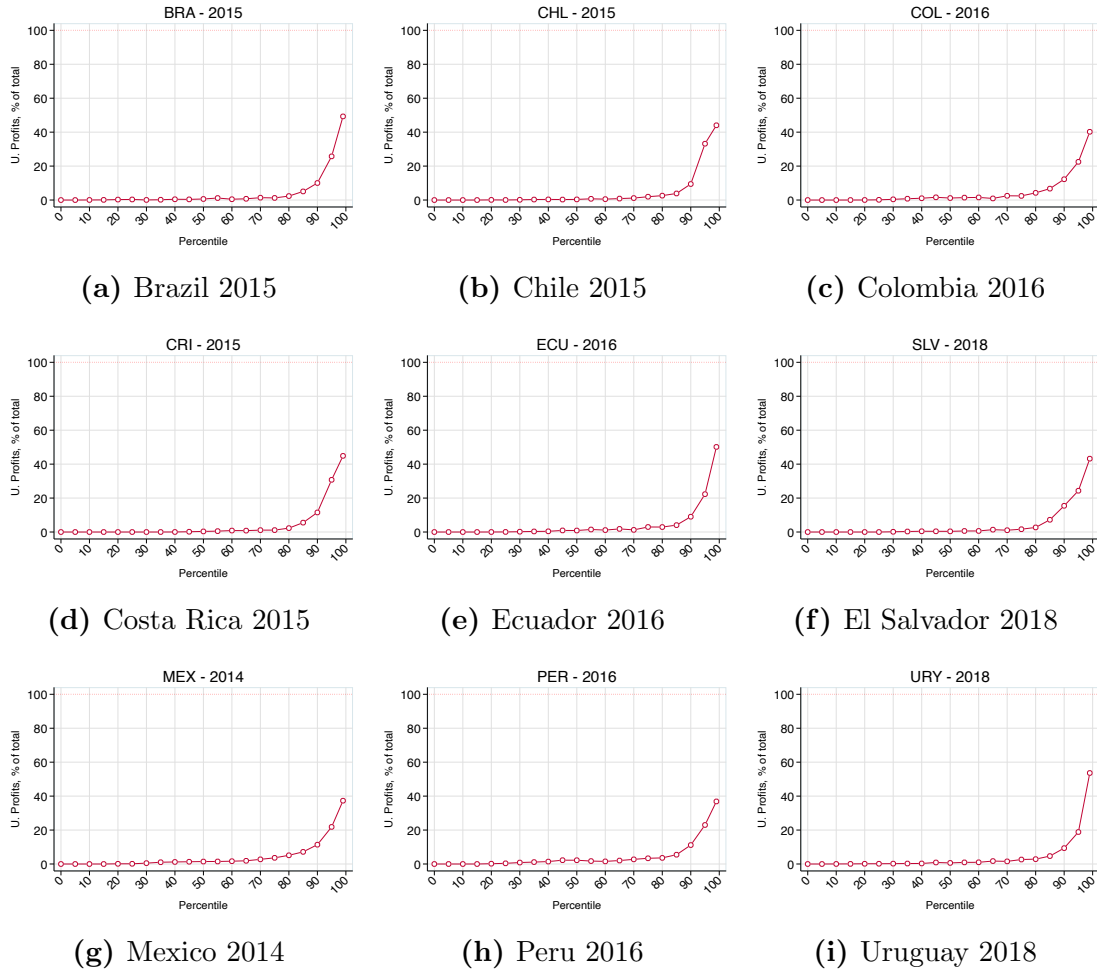 BRA - 2015
U. Profits, % of total
100
80
60
40
20
0
0 10 20 30 40 50 60 70 80 90 100
Percentile
(a) Brazil 2015
CHL - 2015
U. Profits, % of total
100
80
60
40
20
0
0 10 20 30 40 50 60 70 80 90 100
Percentile
(b) Chile 2015
COL - 2016
U. Profits, % of total
100
80
60
40
20
0
0 10 20 30 40 50 60 70 80 90 100
Percentile
(c) Colombia 2016
CRI - 2015
U. Profits, % of total
100
80
60
40
20
0
0 10 20 30 40 50 60 70 80 90 100
Percentile
(d) Costa Rica 2015
ECU - 2016
U. Profits, % of total
100
80
60
40
20
0
0 10 20 30 40 50 60 70 80 90 100
Percentile
(e) Ecuador 2016
SLV - 2018
U. Profits, % of total
100
80
60
40
20
0
0 10 20 30 40 50 60 70 80 90 100
Percentile
(f) El Salvador 2018
MEX - 2014
U. Profits, % of total
100
80
60
40
20
0
0 10 20 30 40 50 60 70 80 90 100
Percentile
(g) Mexico 2014
PER - 2016
U. Profits, % of total
100
80
60
40
20
0
0 10 20 30 40 50 60 70 80 90 100
Percentile
(h) Peru 2016
URY - 2018
U. Profits, % of total
100
80
60
40
20
0
0 10 20 30 40 50 60 70 80 90 100
Percentile
(i) Uruguay 2018